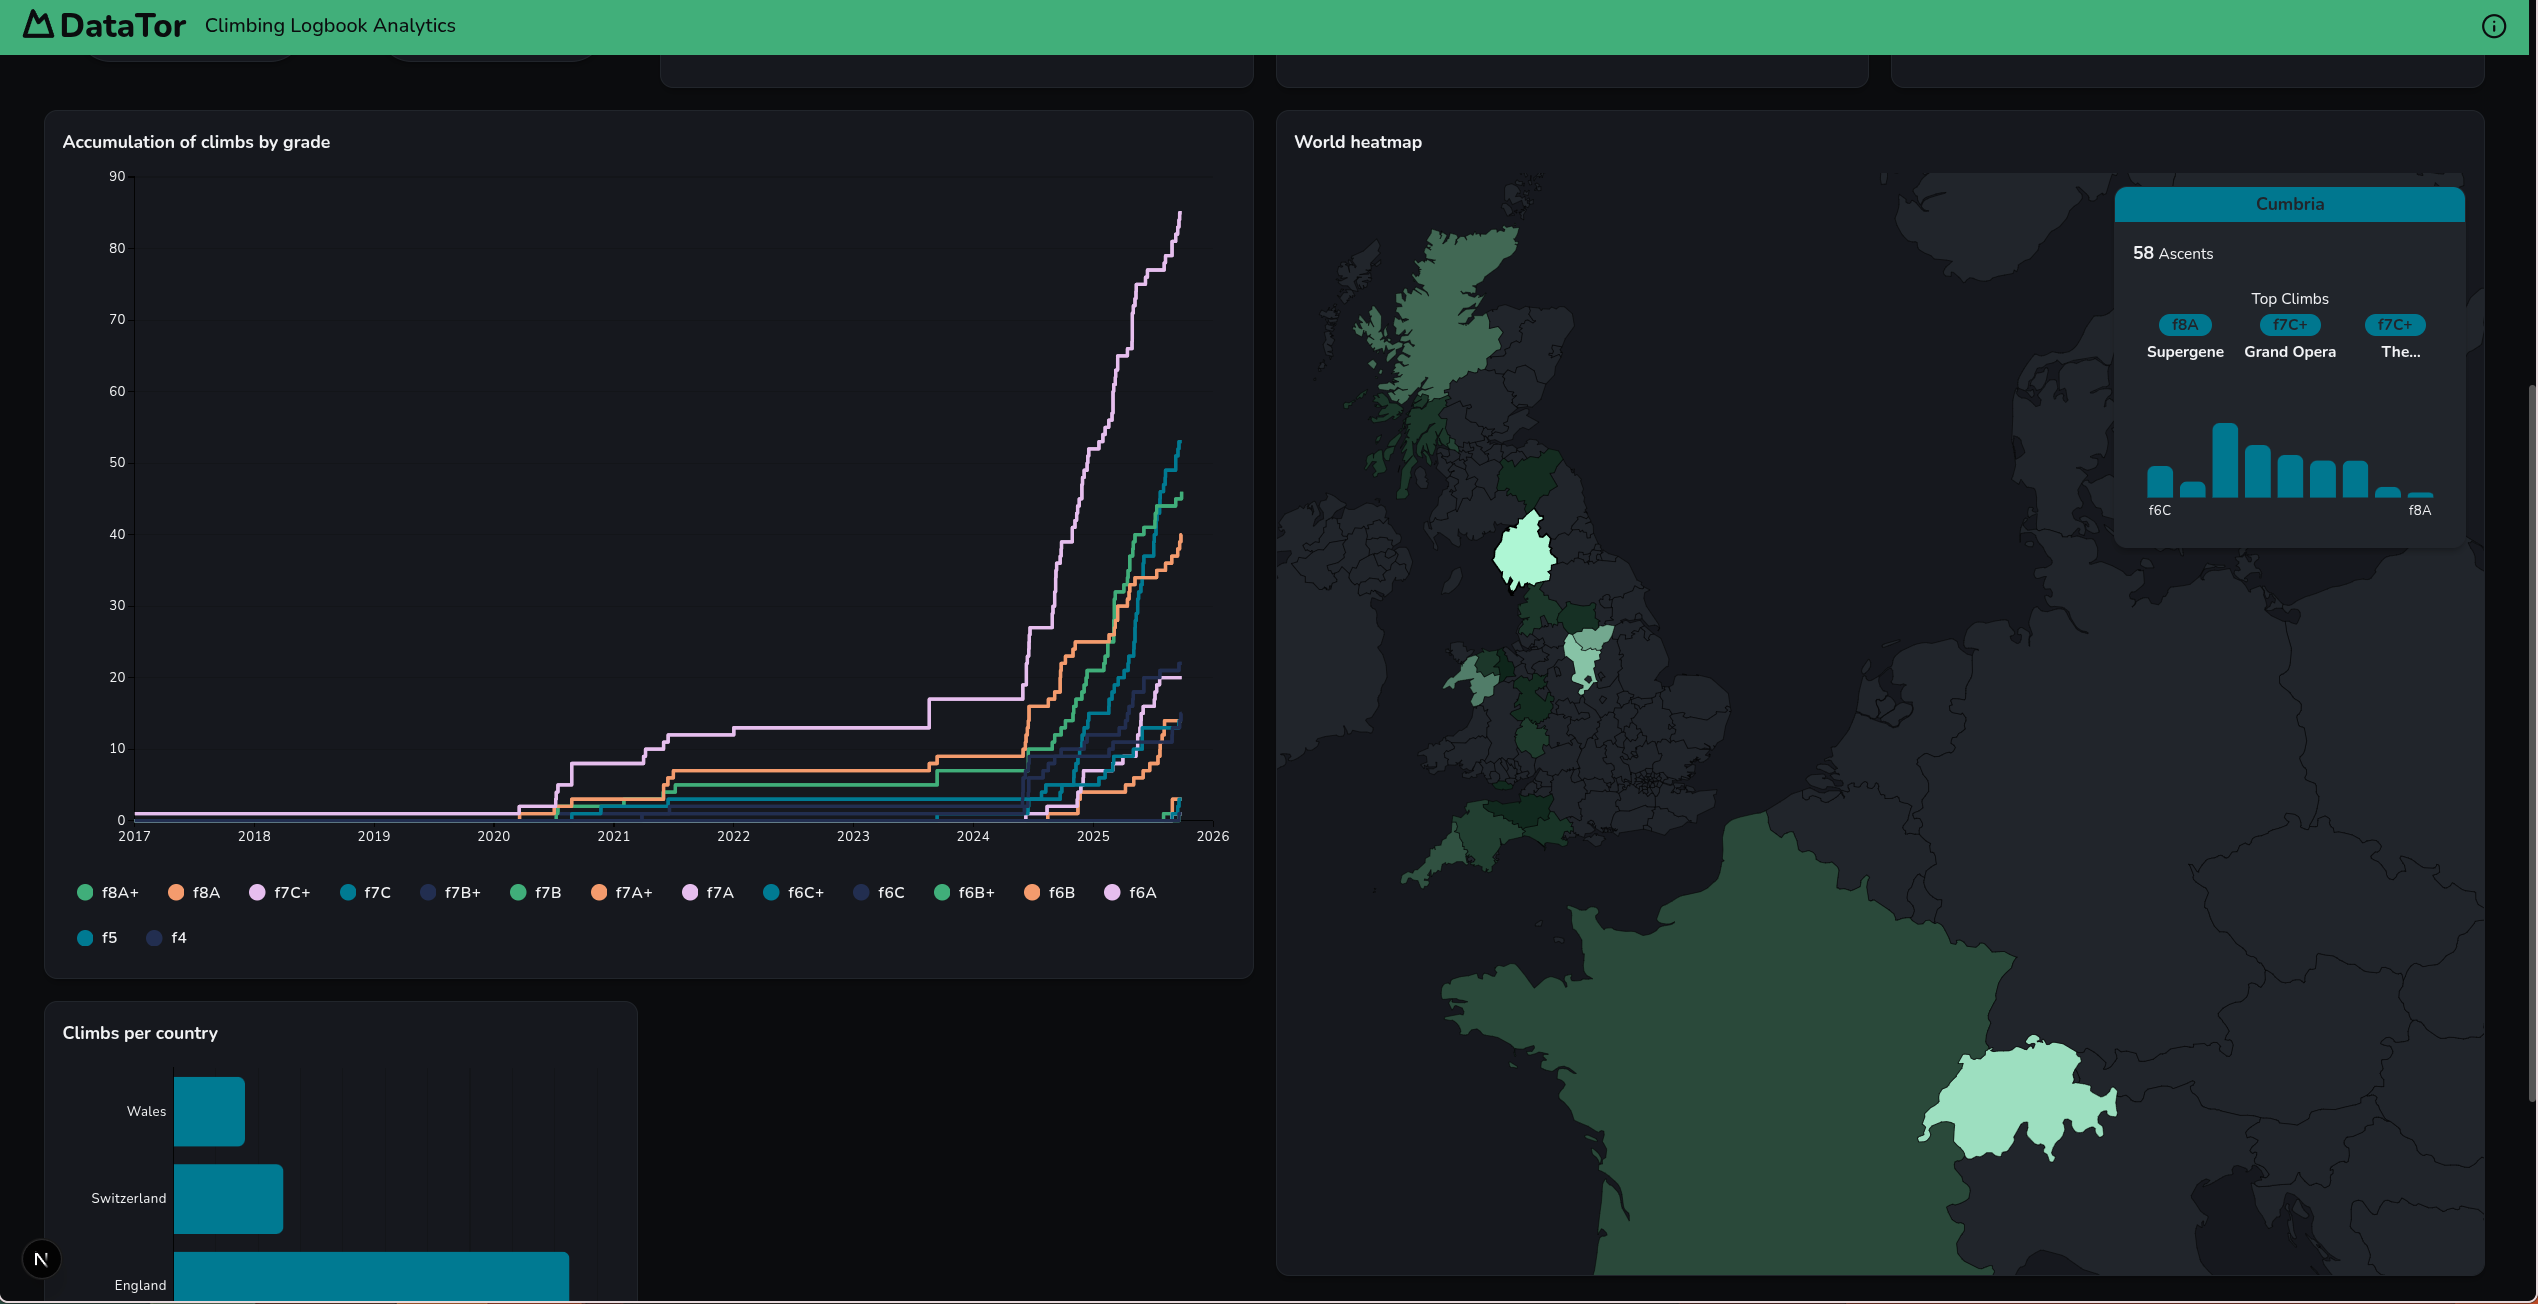 DataTor Climbing Logbook Analytics
Accumulation of climbs by grade
90
80
70
60
50
40
30
20
10
0
2017 2018 2019 2020 2021 2022 2023 2024 2025 2026
f8A+ f8A f7C+ f7C f7B+ f7B f7A+ f7A f6C+ f6C f6B+ f6B f6A
f5 f4
World heatmap
Cumbria
58 Ascents
Top Climbs
f8A f7C+ f7C+
Supergene Grand Opera The...
f6C f8A
Climbs per country
Wales
Switzerland
England
N